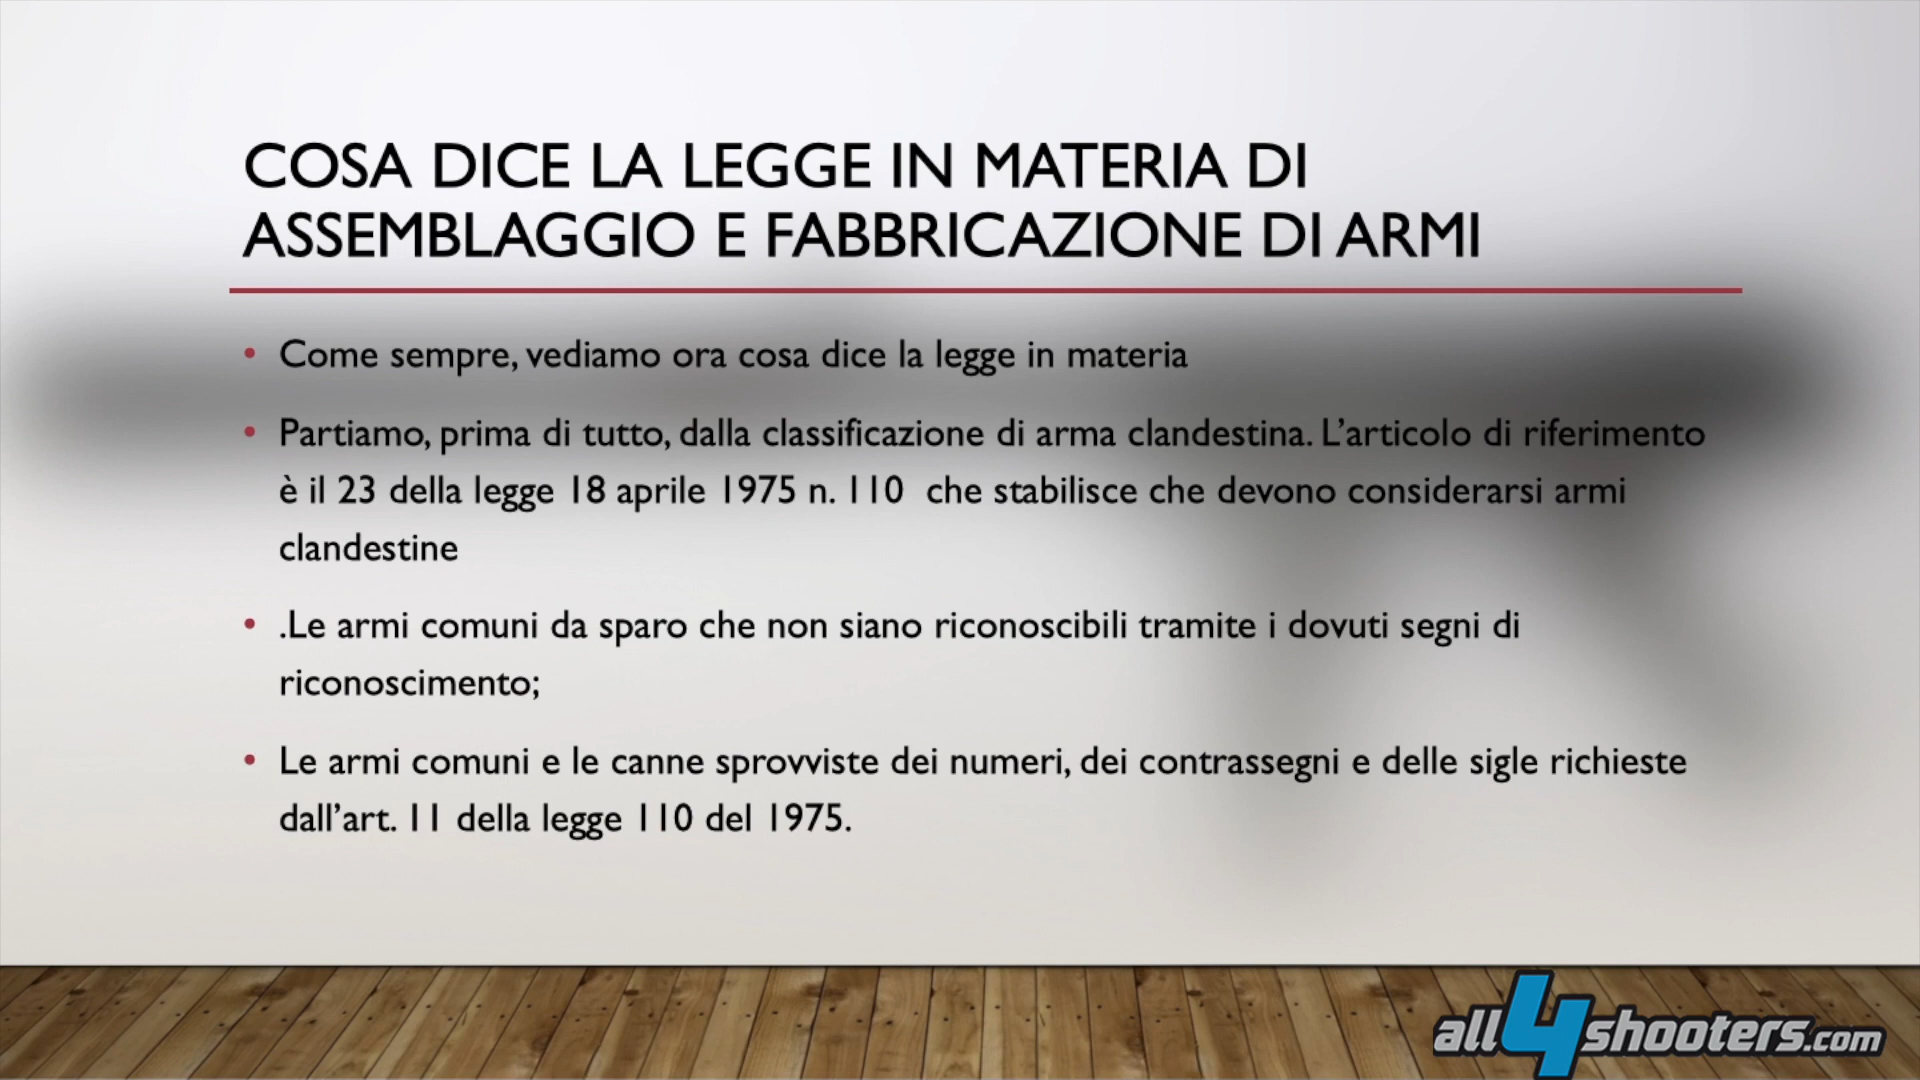 COSA DICE LA LEGGE IN MATERIA DI
ASSEMBLAGGIO E FABBRICAZIONE DI ARMI
• Come sempre, vediamo ora cosa dice la legge in materia
• Partiamo, prima di tutto, dalla classificazione di arma clandestina. L’articolo di riferimento
è il 23 della legge 18 aprile 1975 n. 110  che stabilisce che devono considerarsi armi
clandestine
• .Le armi comuni da sparo che non siano riconoscibili tramite i dovuti segni di
riconoscimento;
• Le armi comuni e le canne sprovviste dei numeri, dei contrassegni e delle sigle richieste
dall’art. 11 della legge 110 del 1975.
all4shooters.com